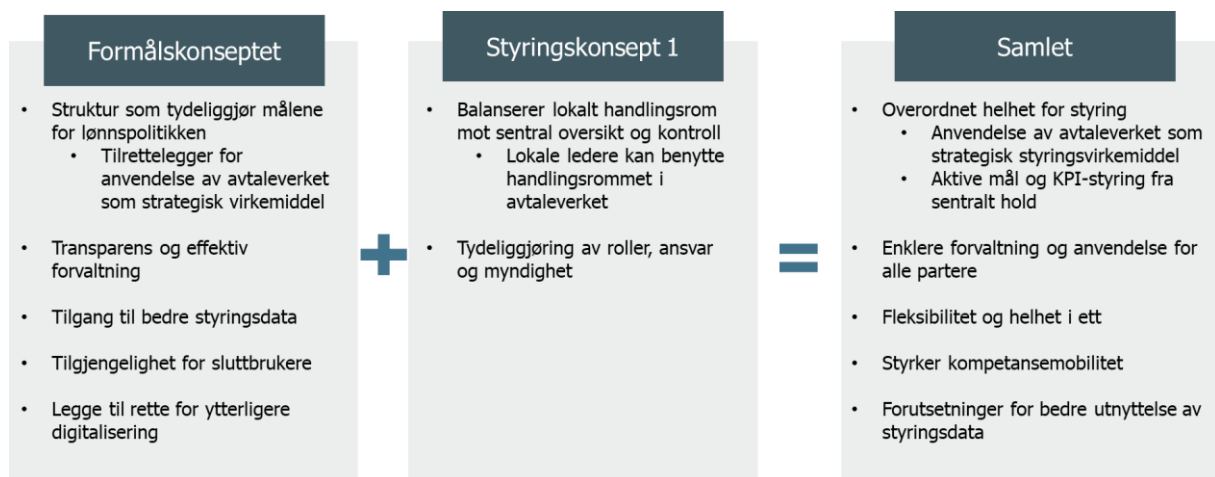 Formålskonseptet
• Struktur som tydeliggjør målene
for lønnspolitikken
• Tilrettelegger for
anvendelse av avtaleverket
som strategisk virkemiddel
• Transparens og effektiv
forvaltning
• Tilgang til bedre styringsdata
• Tilgjengelighet for sluttbrukere
• Legge til rette for ytterligere
digitalisering
+
Styringskonsept 1
• Balanserer lokalt handlingsrom
mot sentral oversikt og kontroll
• Lokale ledere kan benytte
handlingsrommet i
avtaleverket
• Tydeliggjøring av roller, ansvar
og myndighet
=
Samlet
• Overordnet helhet for styring
• Anvendelse av avtaleverket som
strategisk styringsvirkemiddel
• Aktive mål og KPI-styring fra
sentralt hold
• Enklere forvaltning og anvendelse for
alle partere
• Fleksibilitet og helhet i ett
• Styrker kompetansemobilitet
• Forutsetninger for bedre utnyttelse av
styringsdata